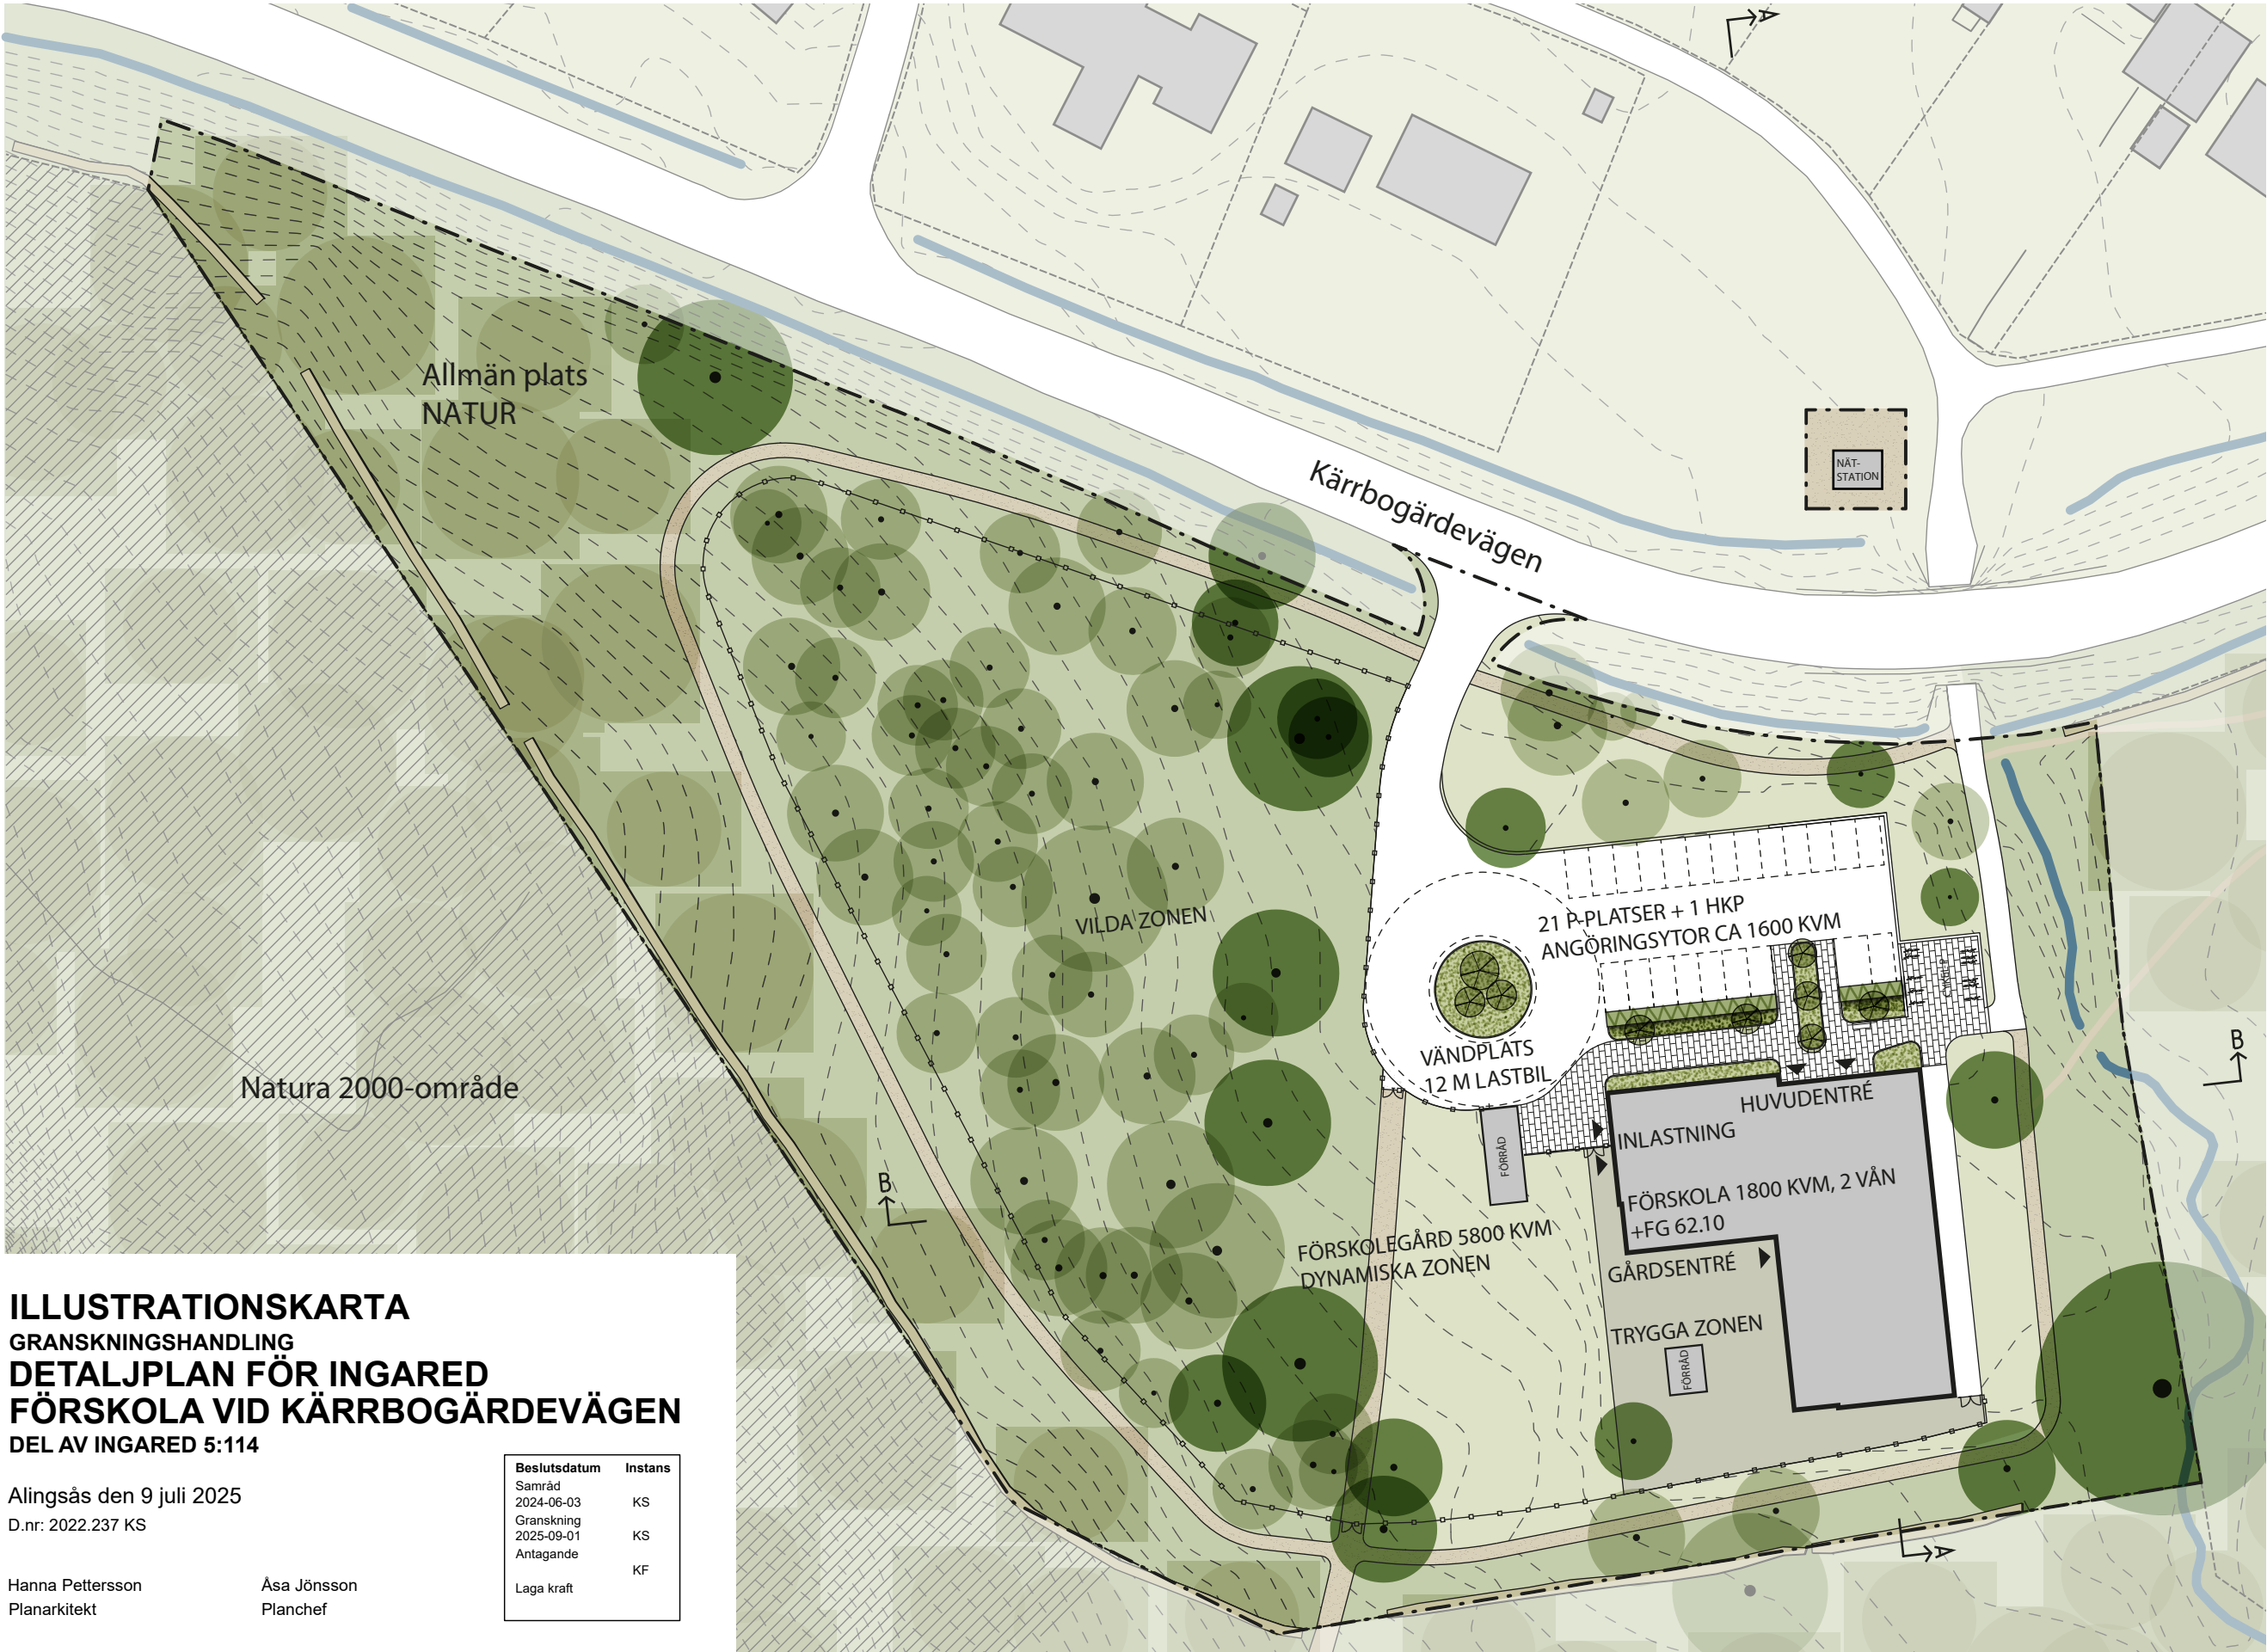 A
Allmän plats
NATUR
Kärrbogärdevägen
NÄT-
STATION
VILDA ZONEN
21 P-PLATSER + 1 HKP
ANGÖRINGSYTOR CA 1600 KVM
CYKEL P
VÄNDPLATS
12 M LASTBIL
HUVUDENTRÉ
INLASTNING
FÖRRÅD
FÖRSKOLA 1800 KVM, 2 VÅN
+FG 62.10
FÖRSKOLEGÅRD 5800 KVM
DYNAMISKA ZONEN
GÅRDSENTRÉ
TRYGGA ZONEN
FÖRRÅD
Natura 2000-område
B
B
A
ILLUSTRATIONSKARTA
GRANSKNINGSHANDLING
DETALJPLAN FÖR INGARED
FÖRSKOLA VID KÄRRBOGÄRDEVÄGEN
DEL AV INGARED 5:114
Alingsås den 9 juli 2025
D.nr: 2022.237 KS
Hanna Pettersson
Planarkitekt
Åsa Jönsson
Planchef
Beslutsdatum Instans
Samråd
2024-06-03 KS
Granskning
2025-09-01 KS
Antagande
KF
Laga kraft